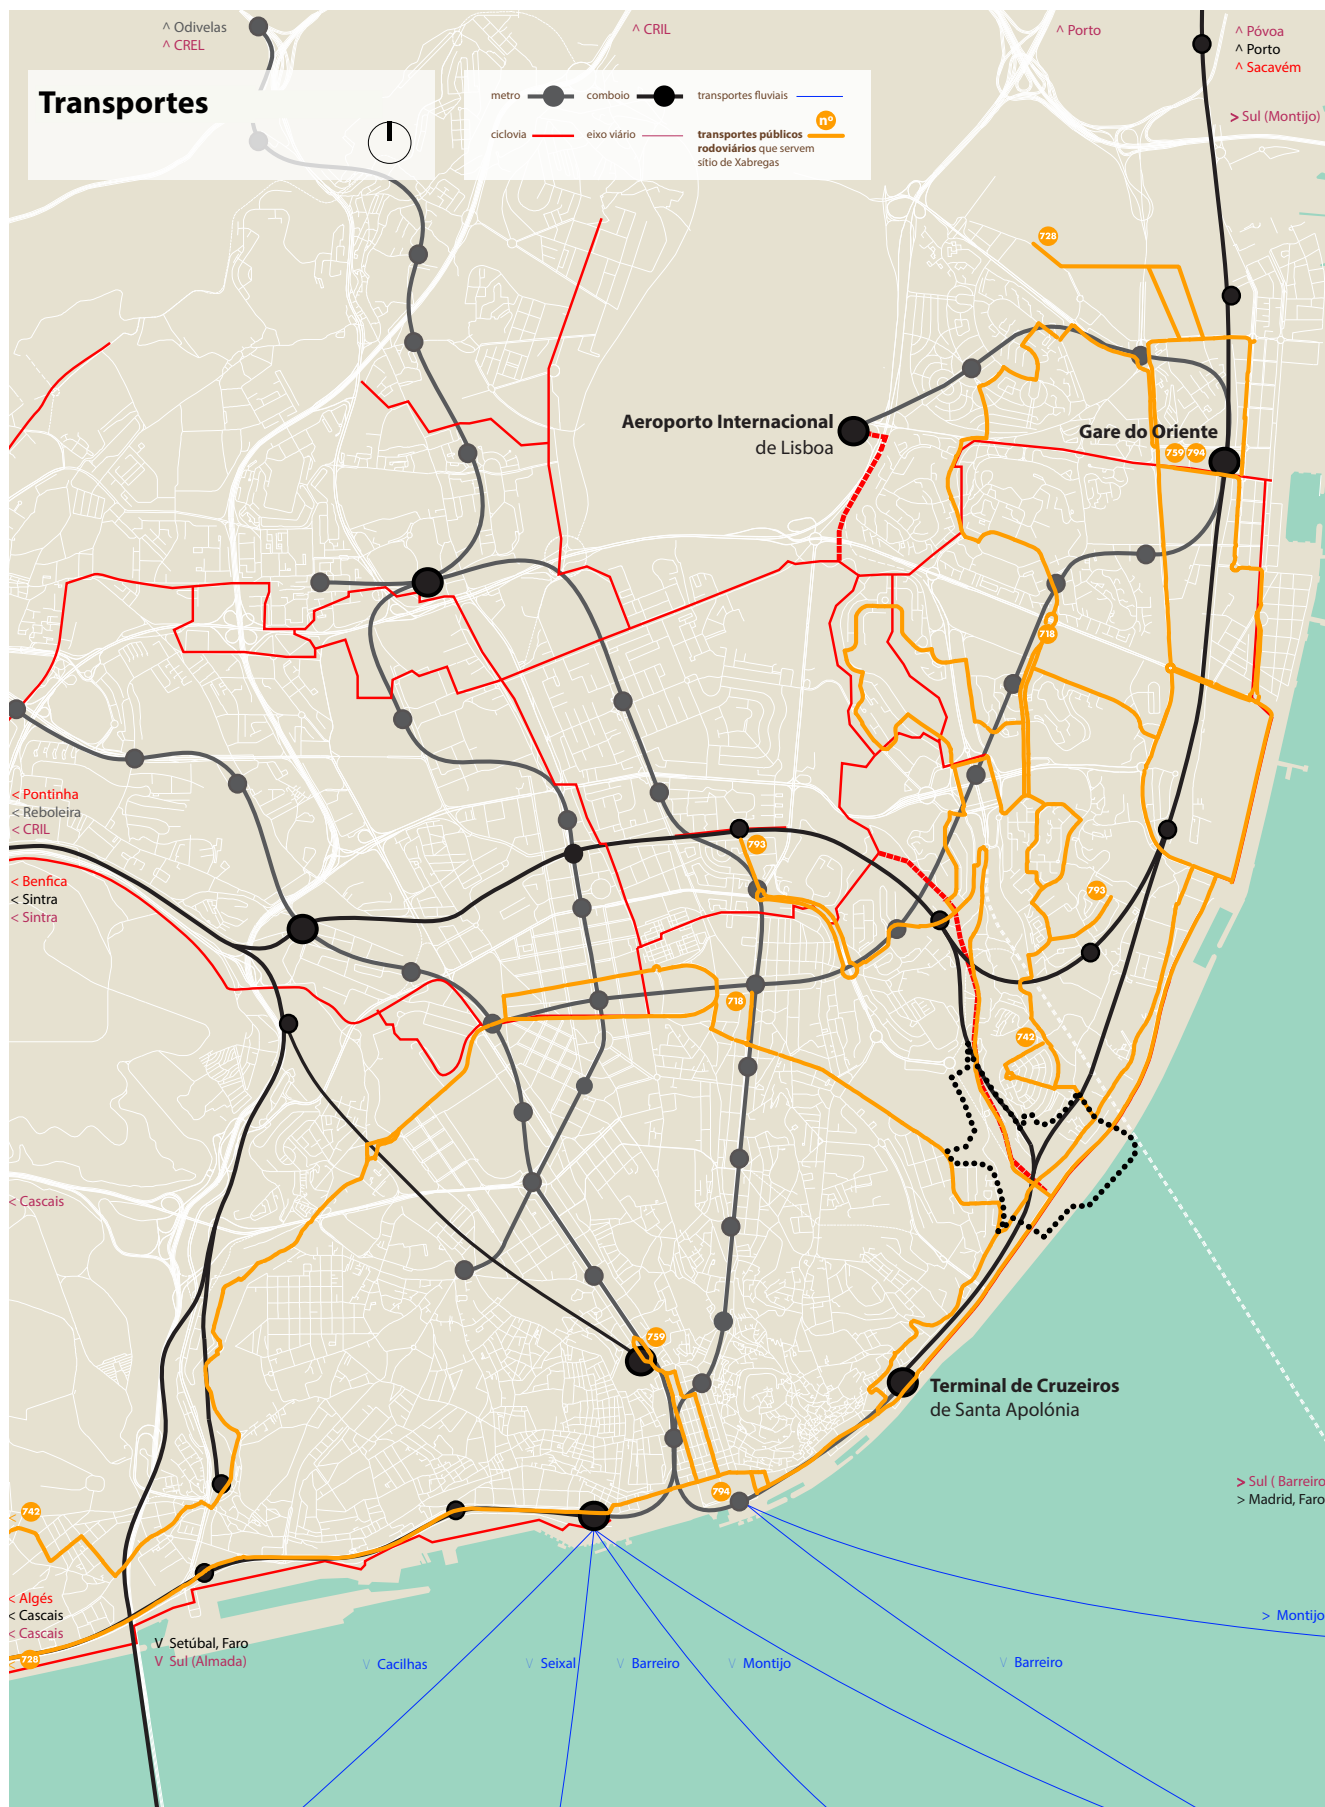 ^ Odivelas
^ CREL
^ CRIL
^ Porto
^ Póvoa
^ Porto
^ Sacavém
> Sul (Montijo)
Transportes
metro
comboio
transportes fluviais
ciclovia
eixo viário
nº
transportes públicos
rodoviários que servem
sítio de Xabregas
728
Aeroporto Internacional
de Lisboa
Gare do Oriente
759 794
718
< Pontinha
< Reboleira
< CRIL
793
< Benfica
< Sintra
< Sintra
793
718
742
< Cascais
759
Terminal de Cruzeiros
de Santa Apolónia
794
> Sul ( Barreiro
> Madrid, Faro
742
<
< Algés
< Cascais
< Cascais
> Montijo
728
<
V Setúbal, Faro
V Sul (Almada)
V Cacilhas
V Seixal
V Barreiro
V Montijo
V Barreiro